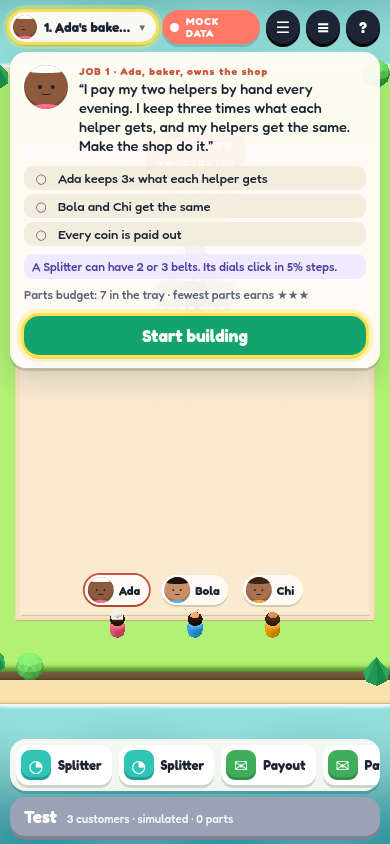 1. Ada's bake...
MOCK DATA
?
JOB 1 · Ada, baker, owns the shop
“I pay my two helpers by hand every
evening. I keep three times what each
helper gets, and my helpers get the same.
Make the shop do it.”
Ada keeps 3× what each helper gets
Bola and Chi get the same
Every coin is paid out
A Splitter can have 2 or 3 belts. Its dials click in 5% steps.
Parts budget: 7 in the tray · fewest parts earns ★★★
Start building
Ada
Bola
Chi
Splitter
Splitter
Payout
Pa
Test 3 customers · simulated · 0 parts